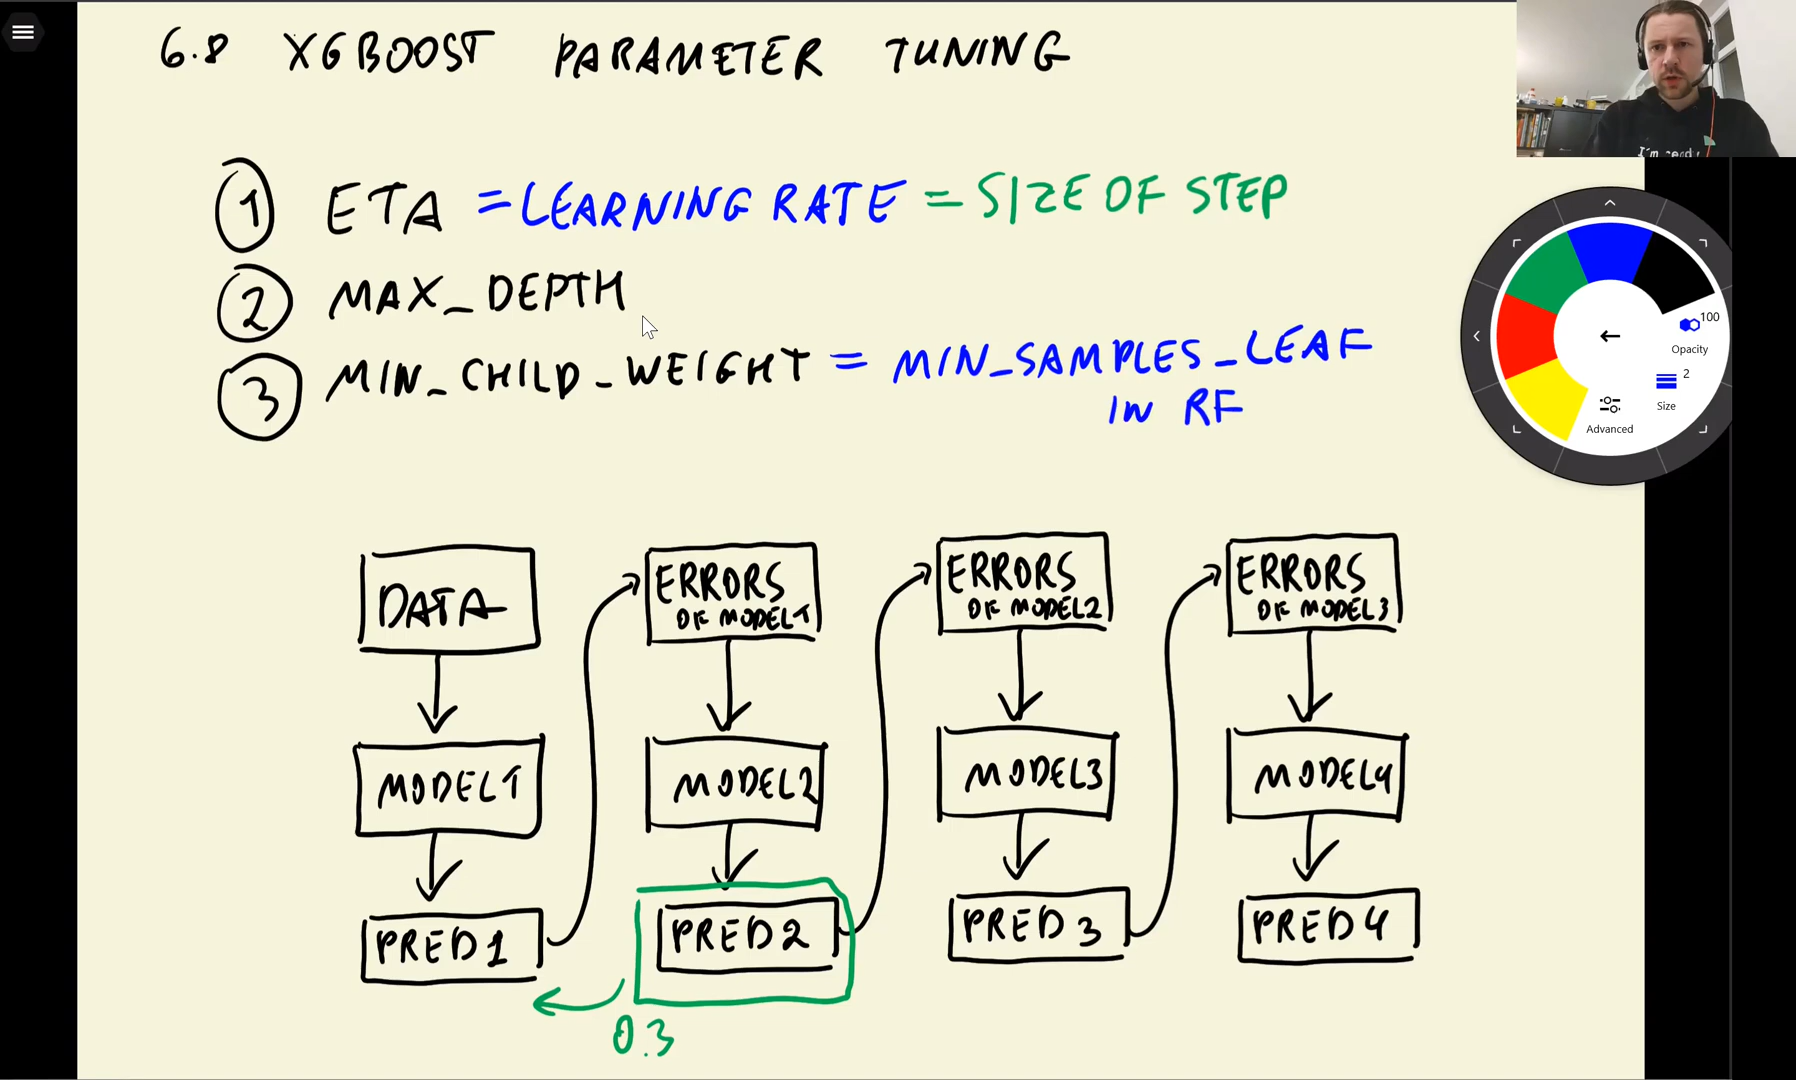 6.8 XGBOOST PARAMETER TUNING
1 ETA = LEARNING RATE = SIZE OF STEP
2 MAX_DEPTH
3 MIN_CHILD_WEIGHT = MIN_SAMPLES_LEAF
IN RF
100
Opacity
2
Size
Advanced
DATA
ERRORS
OF MODEL1
ERRORS
OF MODEL2
ERRORS
OF MODEL3
MODEL1
MODEL2
MODEL3
MODEL4
PRED1
PRED2
PRED3
PRED4
0.3